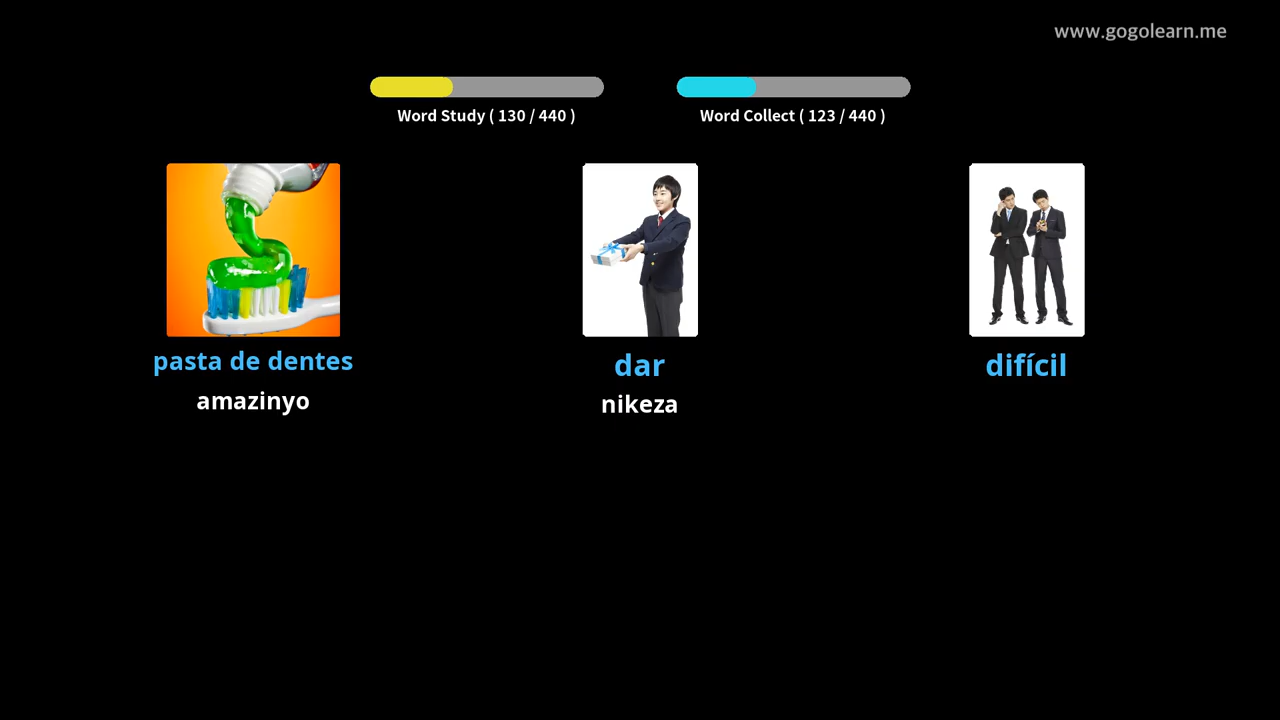 www.gogolearn.me
Word Study ( 130 / 440 )
Word Collect ( 123 / 440 )
pasta de dentes
amazinyo
dar
nikeza
difícil